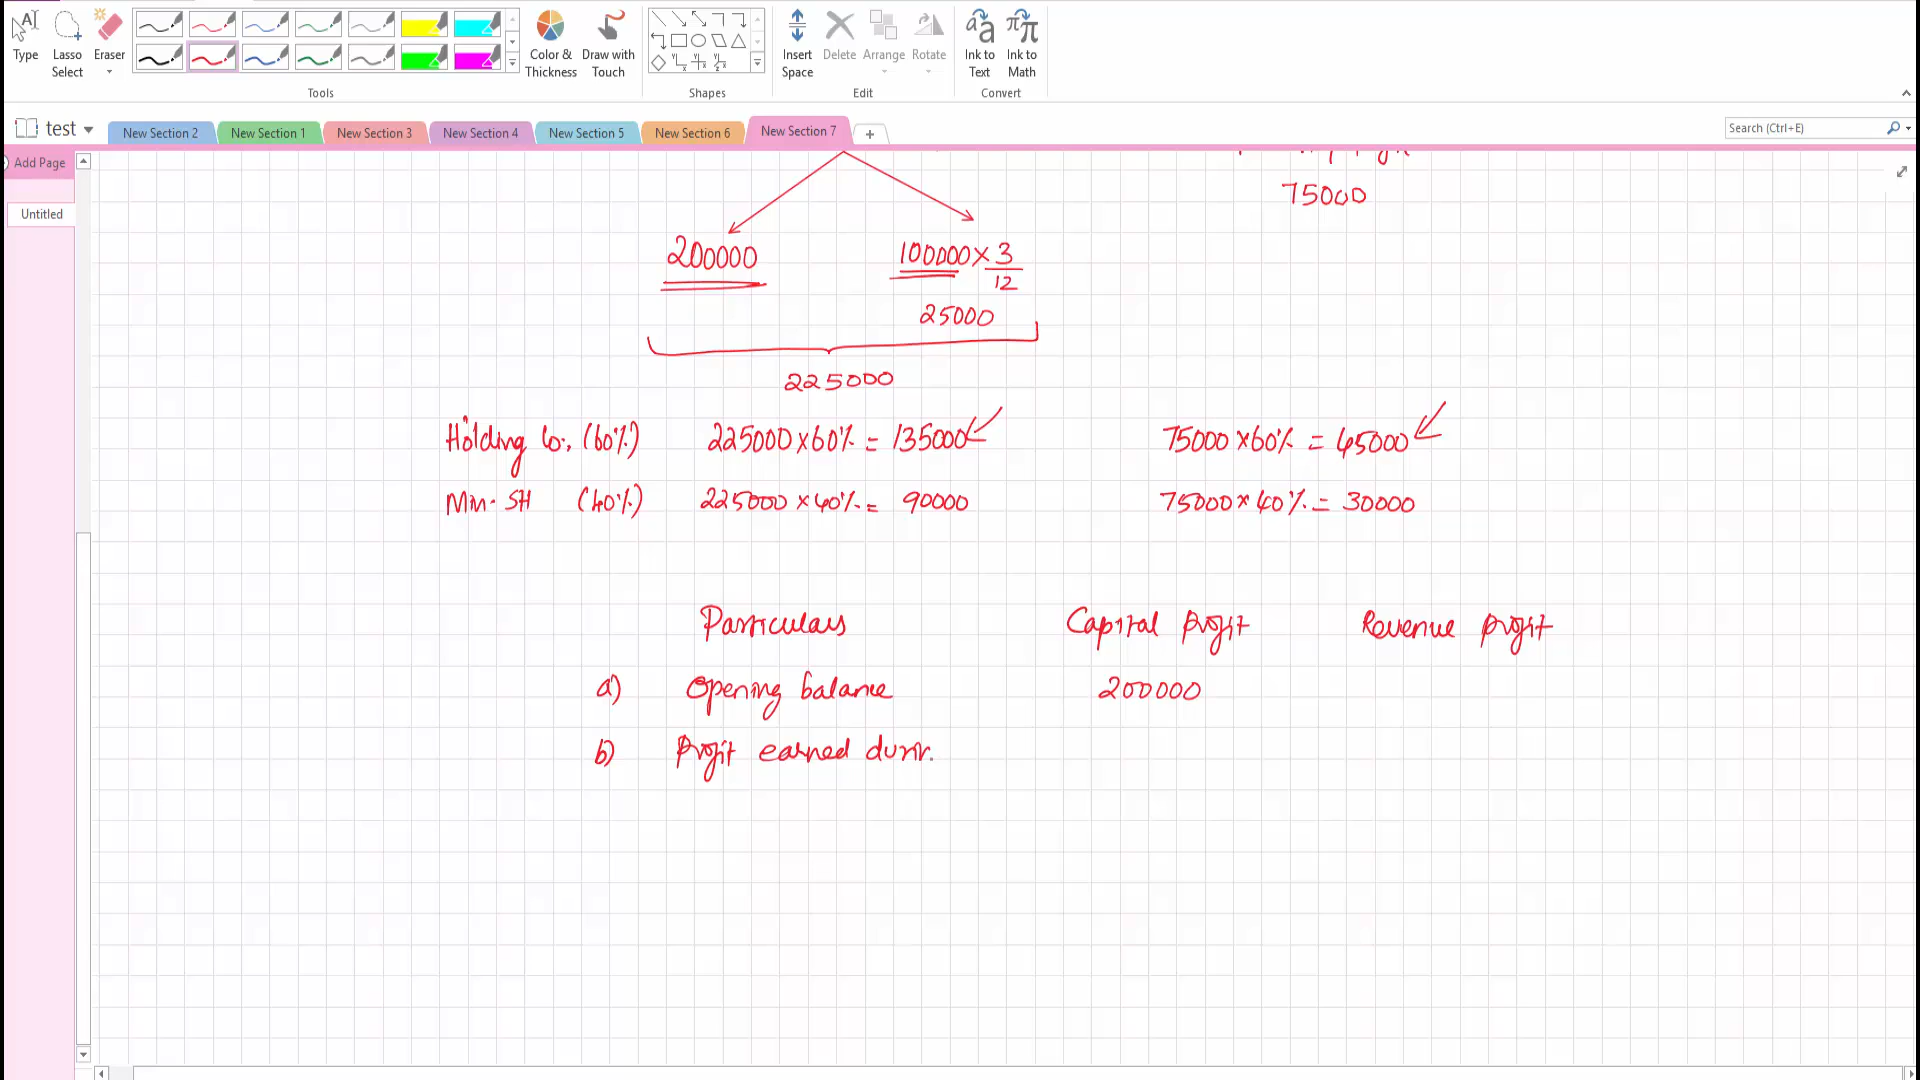 Type
Lasso Select
Eraser
Color & Thickness
Draw with Touch
Insert Space
Delete
Arrange
Rotate
Ink to Text
Ink to Math
Tools
Shapes
Edit
Convert
test
New Section 2
New Section 1
New Section 3
New Section 4
New Section 5
New Section 6
New Section 7
Search (Ctrl+E)
Add Page
Untitled
75000
200000
100000 × 3
12
25000
225000
Holding Co., (60%) 225000 × 60% = 135000 75000 × 60% = 45000
Min. SH (40%) 225000 × 40% = 90000 75000 × 40% = 30000
Particulars Capital Profit Revenue Profit
a) Opening balance 200000
b) Profit earned